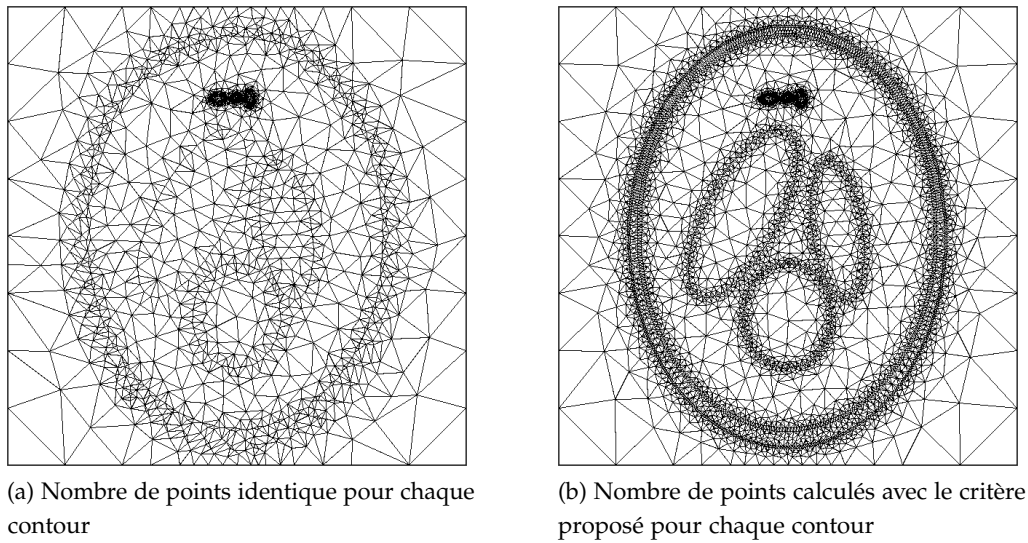 (a) Nombre de points identique pour chaque
contour
(b) Nombre de points calculés avec le critère
proposé pour chaque contour